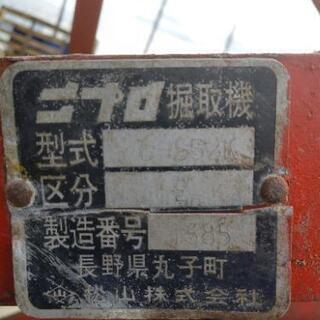 ニプロ掘取機
型式
区分
製造番号 585
長野県丸子町
松山株式会社